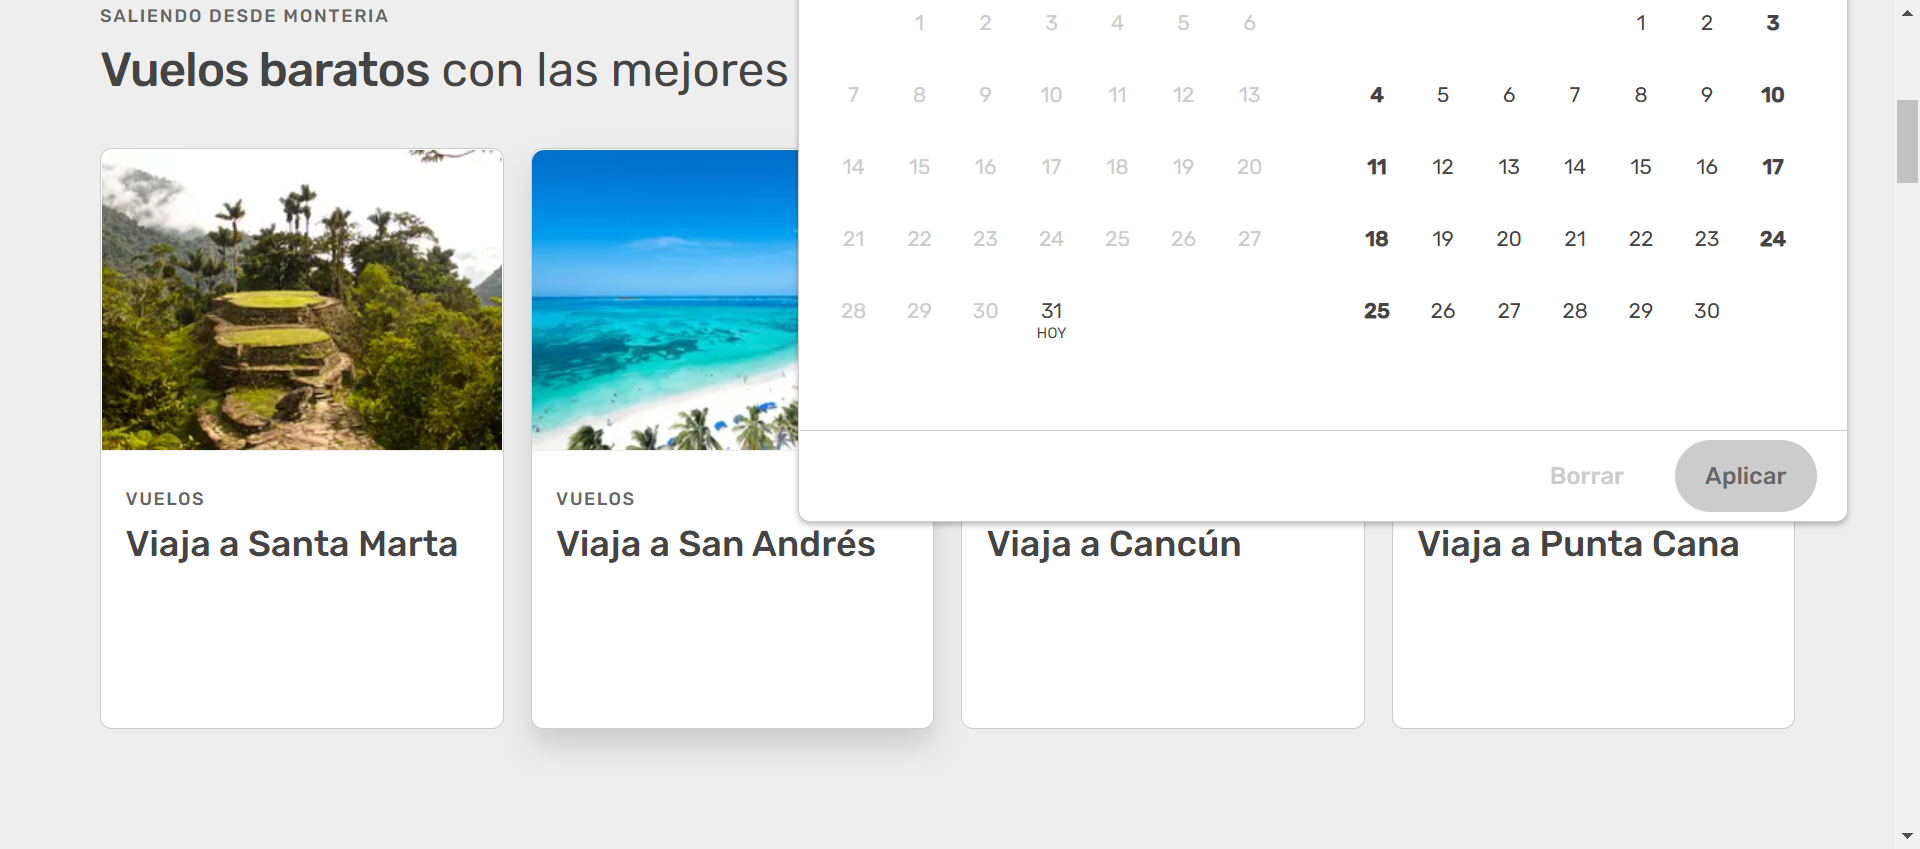 SALIENDO DESDE MONTERIA
Vuelos baratos con las mejores
1 2 3 4 5 6
7 8 9 10 11 12 13
14 15 16 17 18 19 20
21 22 23 24 25 26 27
28 29 30 31
HOY
1 2 3
4 5 6 7 8 9 10
11 12 13 14 15 16 17
18 19 20 21 22 23 24
25 26 27 28 29 30
Borrar Aplicar
VUELOS
Viaja a Santa Marta
VUELOS
Viaja a San Andrés
Viaja a Cancún
Viaja a Punta Cana